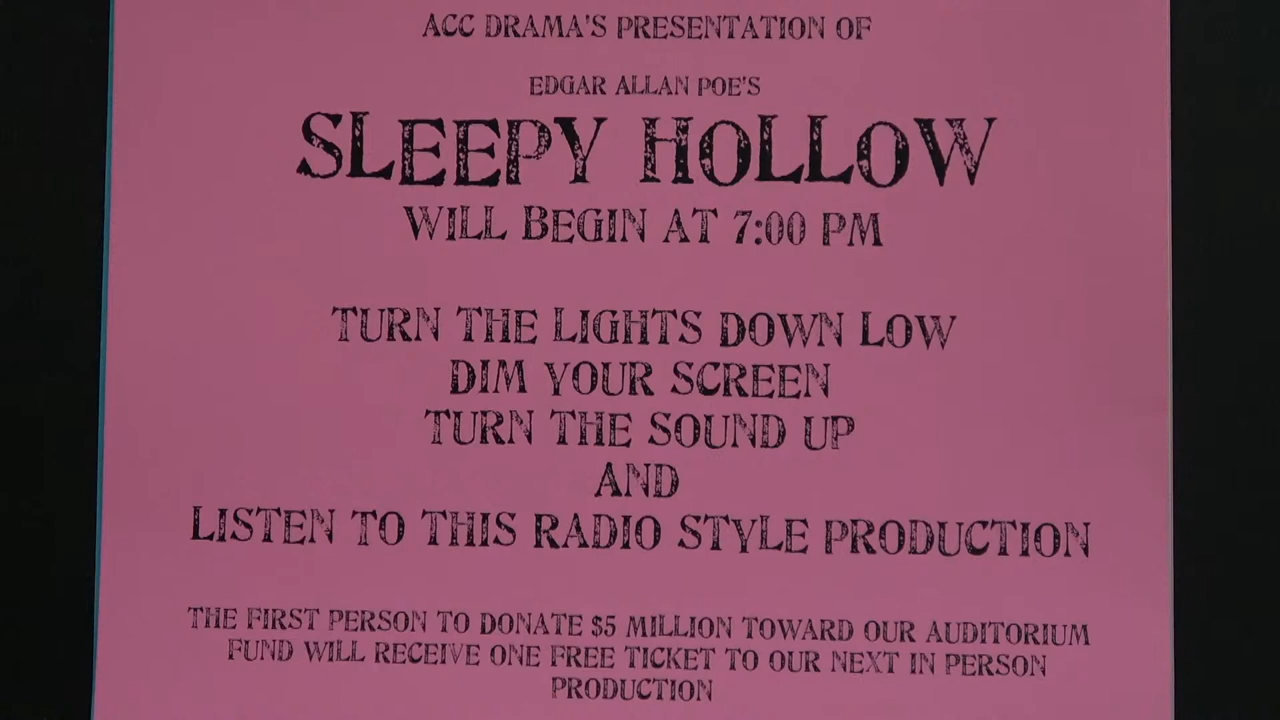 ACC DRAMA'S PRESENTATION OF
EDGAR ALLAN POE'S
SLEEPY HOLLOW
WILL BEGIN AT 7:00 PM
TURN THE LIGHTS DOWN LOW
DIM YOUR SCREEN
TURN THE SOUND UP
AND
LISTEN TO THIS RADIO STYLE PRODUCTION
THE FIRST PERSON TO DONATE $5 MILLION TOWARD OUR AUDITORIUM
FUND WILL RECEIVE ONE FREE TICKET TO OUR NEXT IN PERSON
PRODUCTION